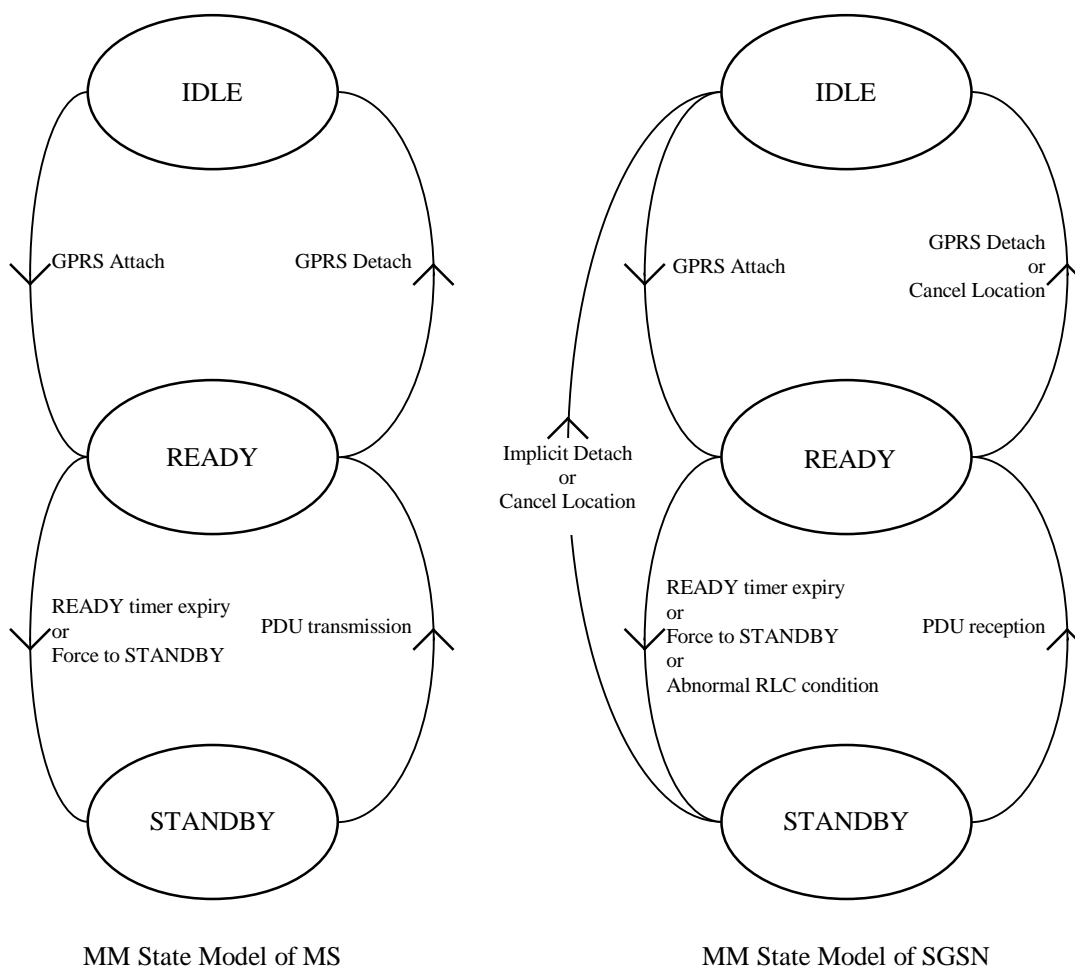 IDLE
GPRS Attach
GPRS Detach
READY
READY timer expiry
or
Force to STANDBY
PDU transmission
STANDBY
MM State Model of MS
IDLE
GPRS Attach
GPRS Detach
or
Cancel Location
Implicit Detach
or
Cancel Location
READY
READY timer expiry
or
Force to STANDBY
or
Abnormal RLC condition
PDU reception
STANDBY
MM State Model of SGSN